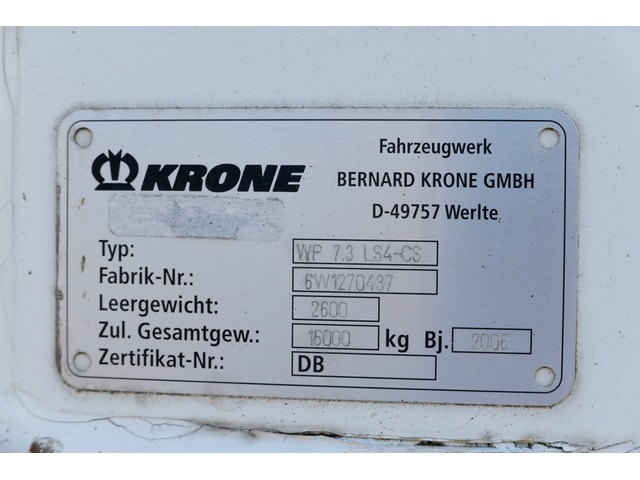 KRONE
Fahrzeugwerk
BERNARD KRONE GMBH
D-49757 Werlte
Typ: WP 7.3 LS4-CS
Fabrik-Nr.: 6W1270437
Leergewicht: 2600
Zul. Gesamtgew.: 16000 kg Bj. 2006
Zertifikat-Nr.: DB